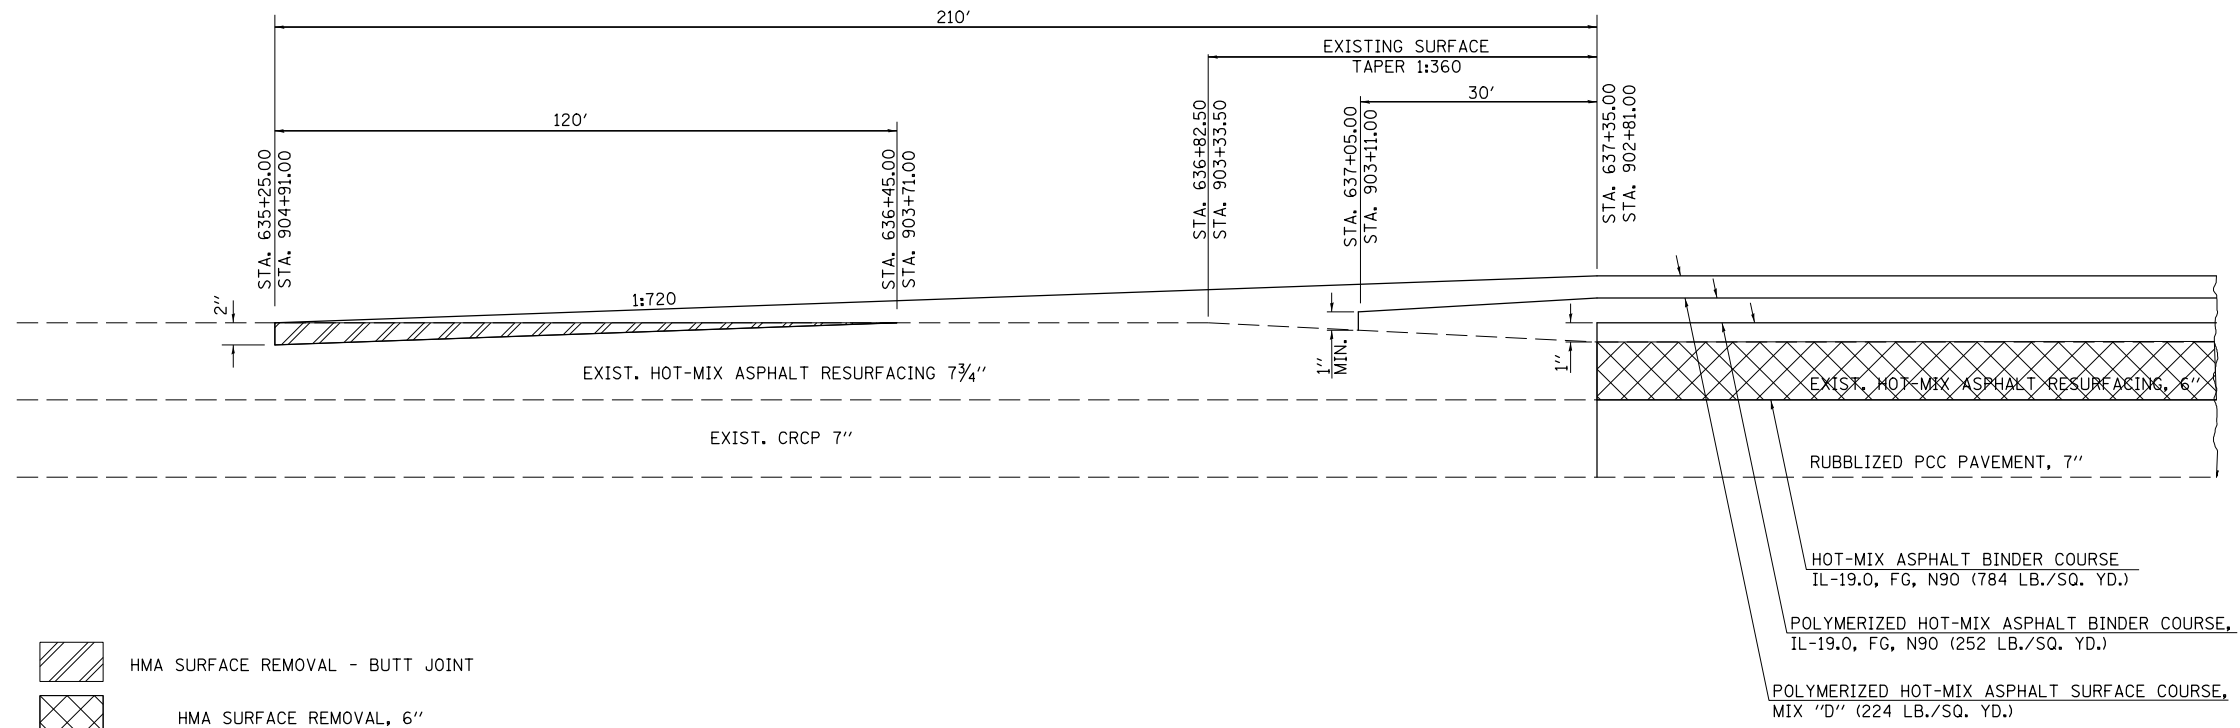 210'
EXISTING SURFACE
TAPER 1:360
30'
120'
STA. 635+25.00
STA. 904+91.00
STA. 636+45.00
STA. 903+71.00
STA. 636+82.50
STA. 903+33.50
STA. 637+05.00
STA. 903+11.00
STA. 637+35.00
STA. 902+81.00
2"
1:720
1"
MIN.
1"
EXIST. HOT-MIX ASPHALT RESURFACING 7¾"
EXIST. HOT-MIX ASPHALT RESURFACING, 6"
EXIST. CRCP 7"
RUBBLIZED PCC PAVEMENT, 7"
HOT-MIX ASPHALT BINDER COURSE
IL-19.0, FG, N90 (784 LB./SQ. YD.)
POLYMERIZED HOT-MIX ASPHALT BINDER COURSE,
IL-19.0, FG, N90 (252 LB./SQ. YD.)
POLYMERIZED HOT-MIX ASPHALT SURFACE COURSE,
MIX "D" (224 LB./SQ. YD.)
HMA SURFACE REMOVAL - BUTT JOINT
HMA SURFACE REMOVAL, 6"